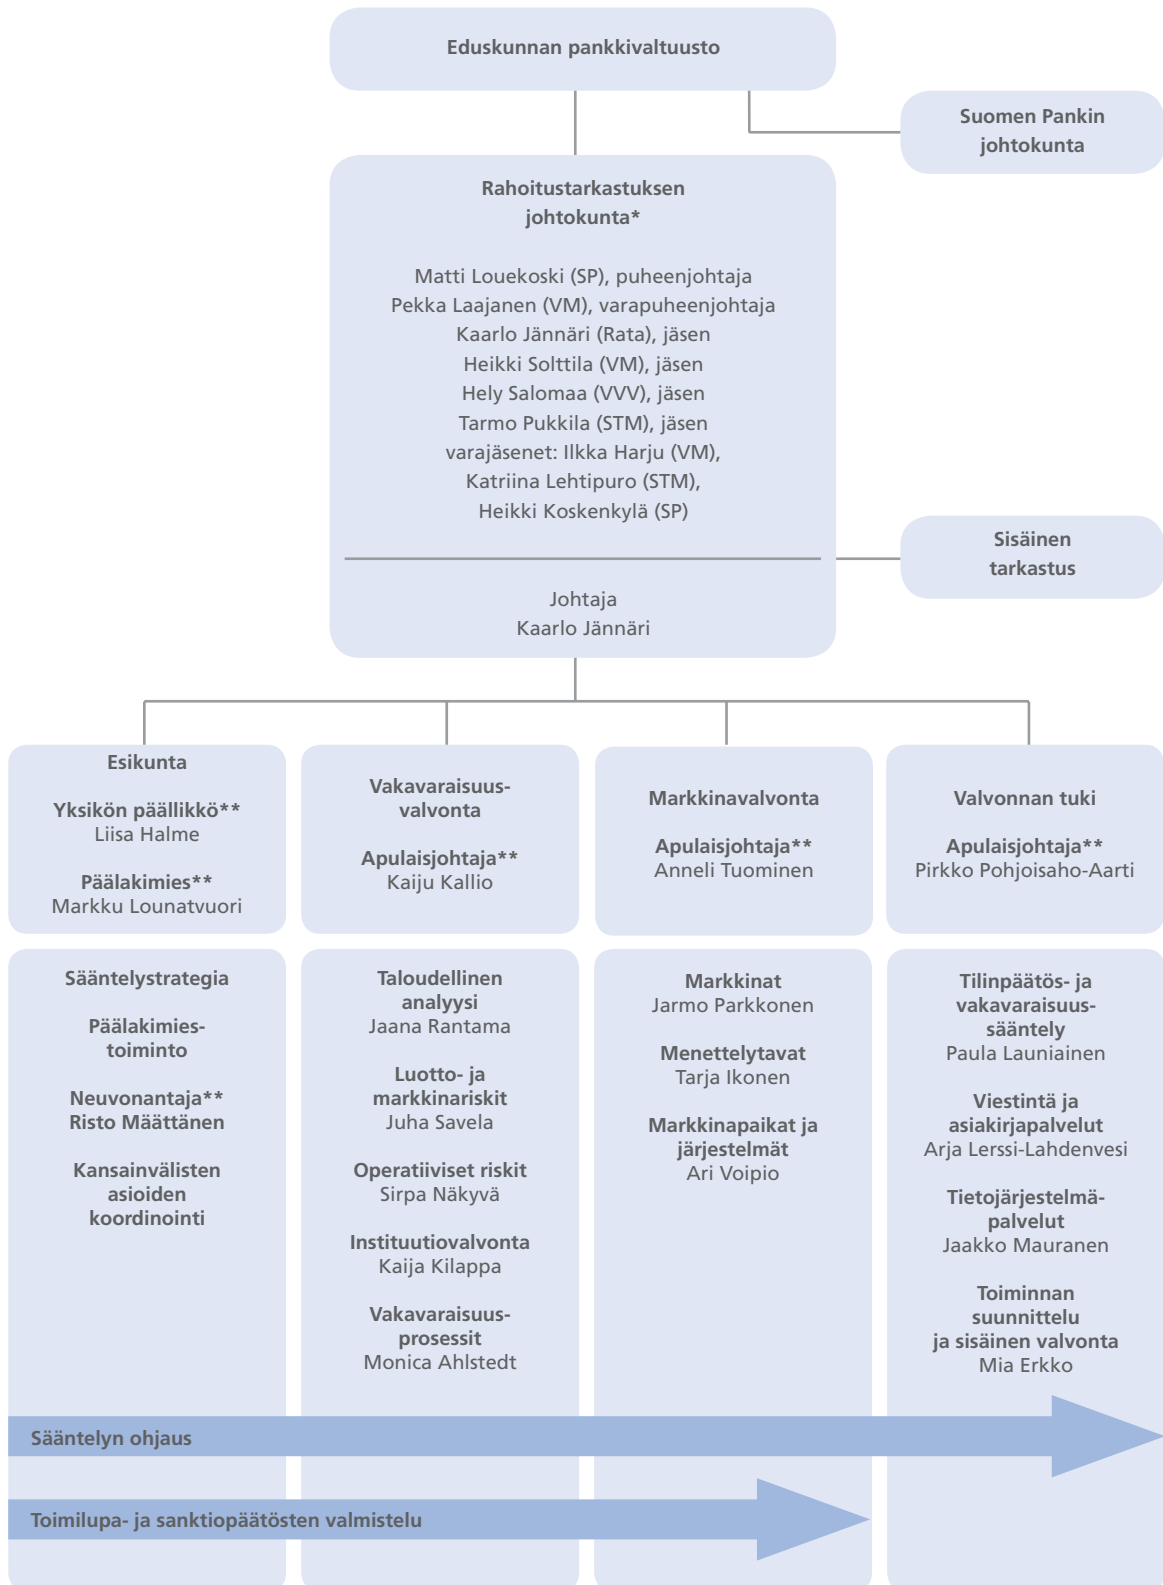 Eduskunnan pankkivaltuusto
Suomen Pankin
johtokunta
Rahoitustarkastuksen
johtokunta*
Matti Louekoski (SP), puheenjohtaja
Pekka Laajanen (VM), varapuheenjohtaja
Kaarlo Jännäri (Rata), jäsen
Heikki Solttila (VM), jäsen
Hely Salomaa (VVV), jäsen
Tarmo Pukkila (STM), jäsen
varajäsenet: Ilkka Harju (VM),
Katriina Lehtipuro (STM),
Heikki Koskenkylä (SP)
Sisäinen
tarkastus
Johtaja
Kaarlo Jännäri
Esikunta
Yksikön päällikkö**
Liisa Halme
Päälakimies**
Markku Lounatvuori
Vakavaraisuus-
valvonta
Apulaisjohtaja**
Kaiju Kallio
Markkinavalvonta
Apulaisjohtaja**
Anneli Tuominen
Valvonnan tuki
Apulaisjohtaja**
Pirkko Pohjoisaho-Aarti
Sääntelystrategia
Päälakimies-
toiminto
Neuvonantaja**
Risto Määttänen
Kansainvälisten
asioiden
koordinointi
Taloudellinen
analyysi
Jaana Rantama
Luotto- ja
markkinariskit
Juha Savela
Operatiiviset riskit
Sirpa Näkyvä
Instituutiovalvonta
Kaija Kilappa
Vakavaraisuus-
prosessit
Monica Ahlstedt
Markkinat
Jarmo Parkkonen
Menettelytavat
Tarja Ikonen
Markkinapaikat ja
järjestelmät
Ari Voipio
Tilinpäätös- ja
vakavaraisuus-
sääntely
Paula Launiainen
Viestintä ja
asiakirjapalvelut
Arja Lerssi-Lahdenvesi
Tietojärjestelmä-
palvelut
Jaakko Mauranen
Toiminnan
suunnittelu
ja sisäinen valvonta
Mia Erkko
Sääntelyn ohjaus
Toimilupa- ja sanktiopäätösten valmistelu